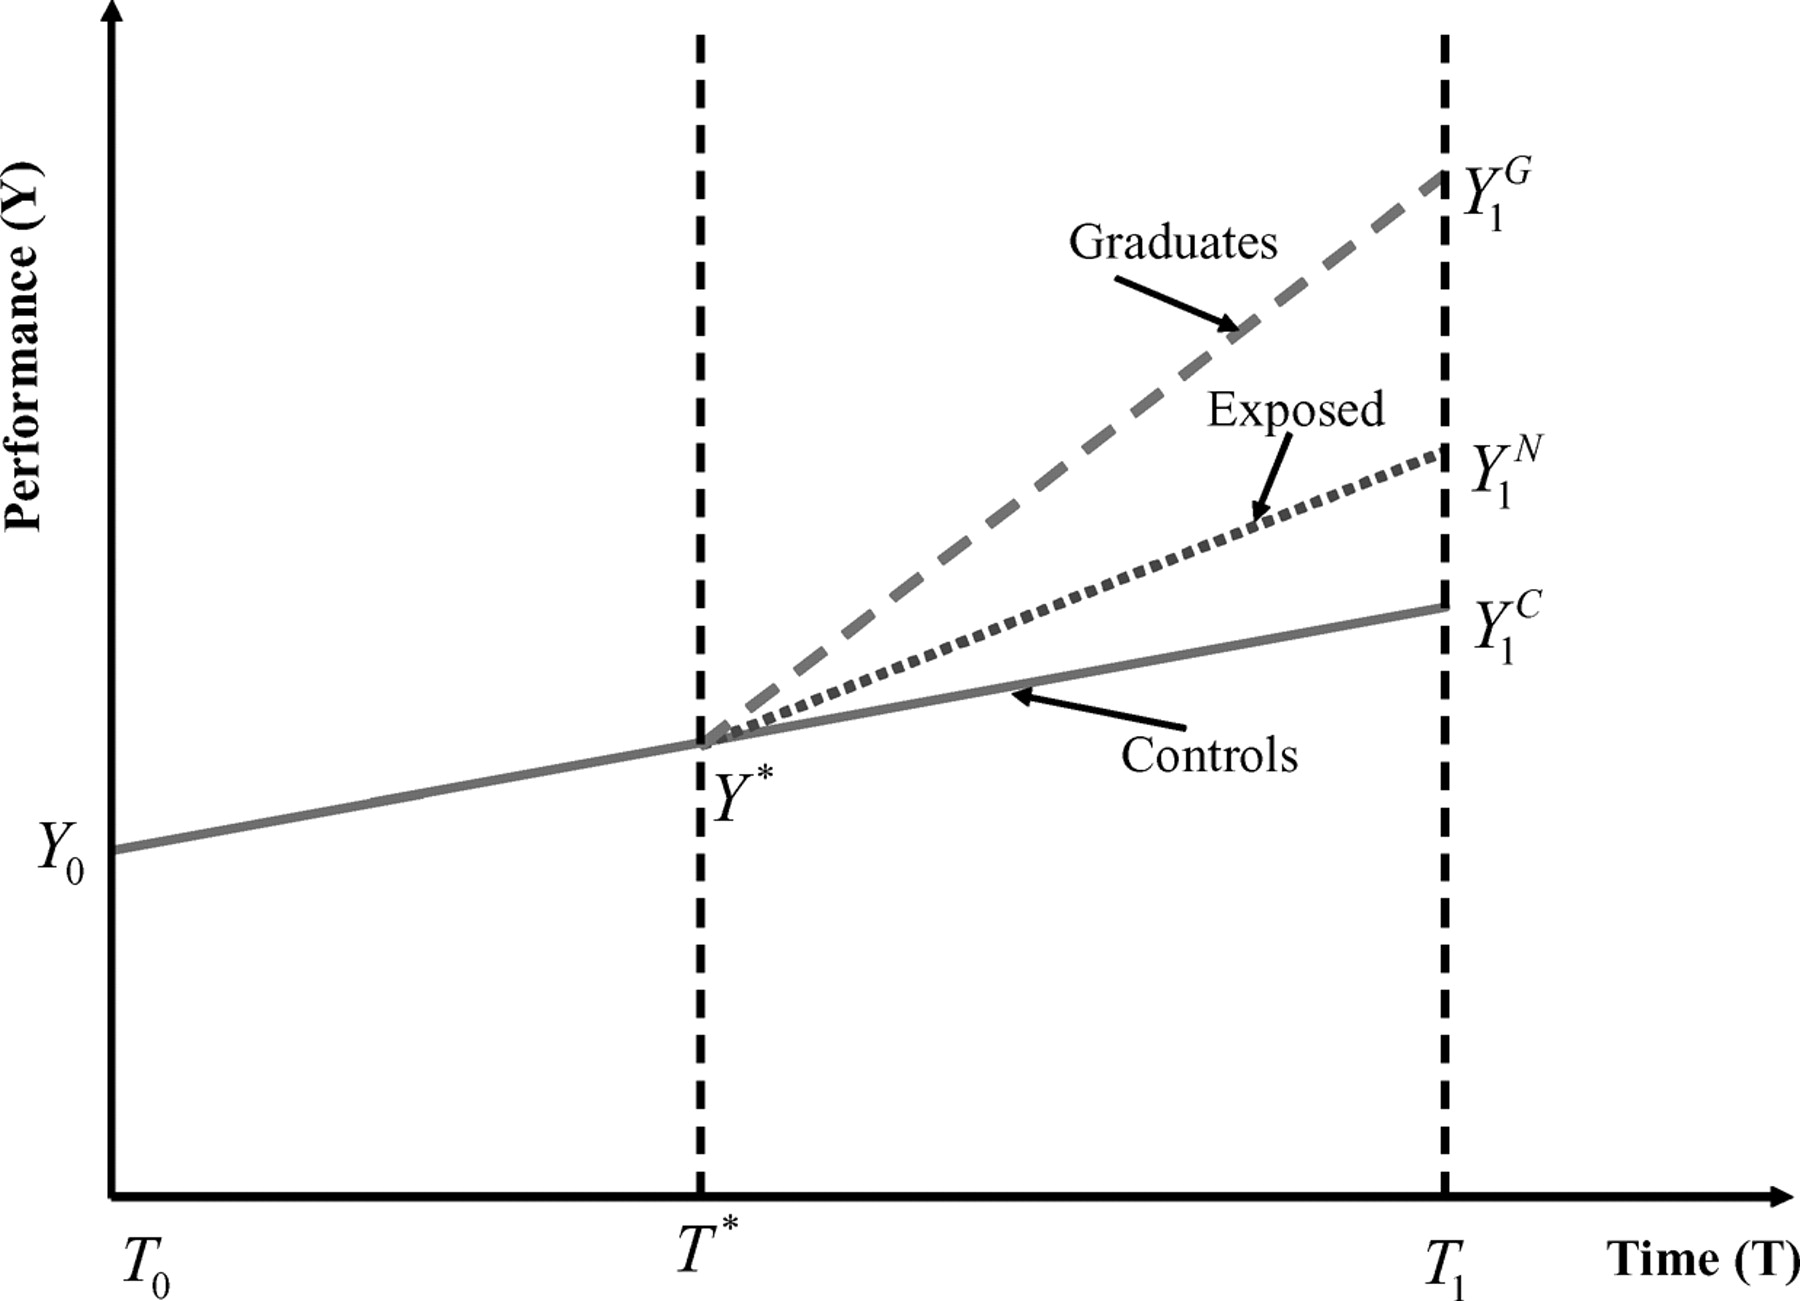 Performance (Y)
Y₁ᴳ
Graduates
Exposed
Y₁ᴺ
Y₁ᶜ
Controls
Y*
Y₀
T₀
T*
T₁
Time (T)